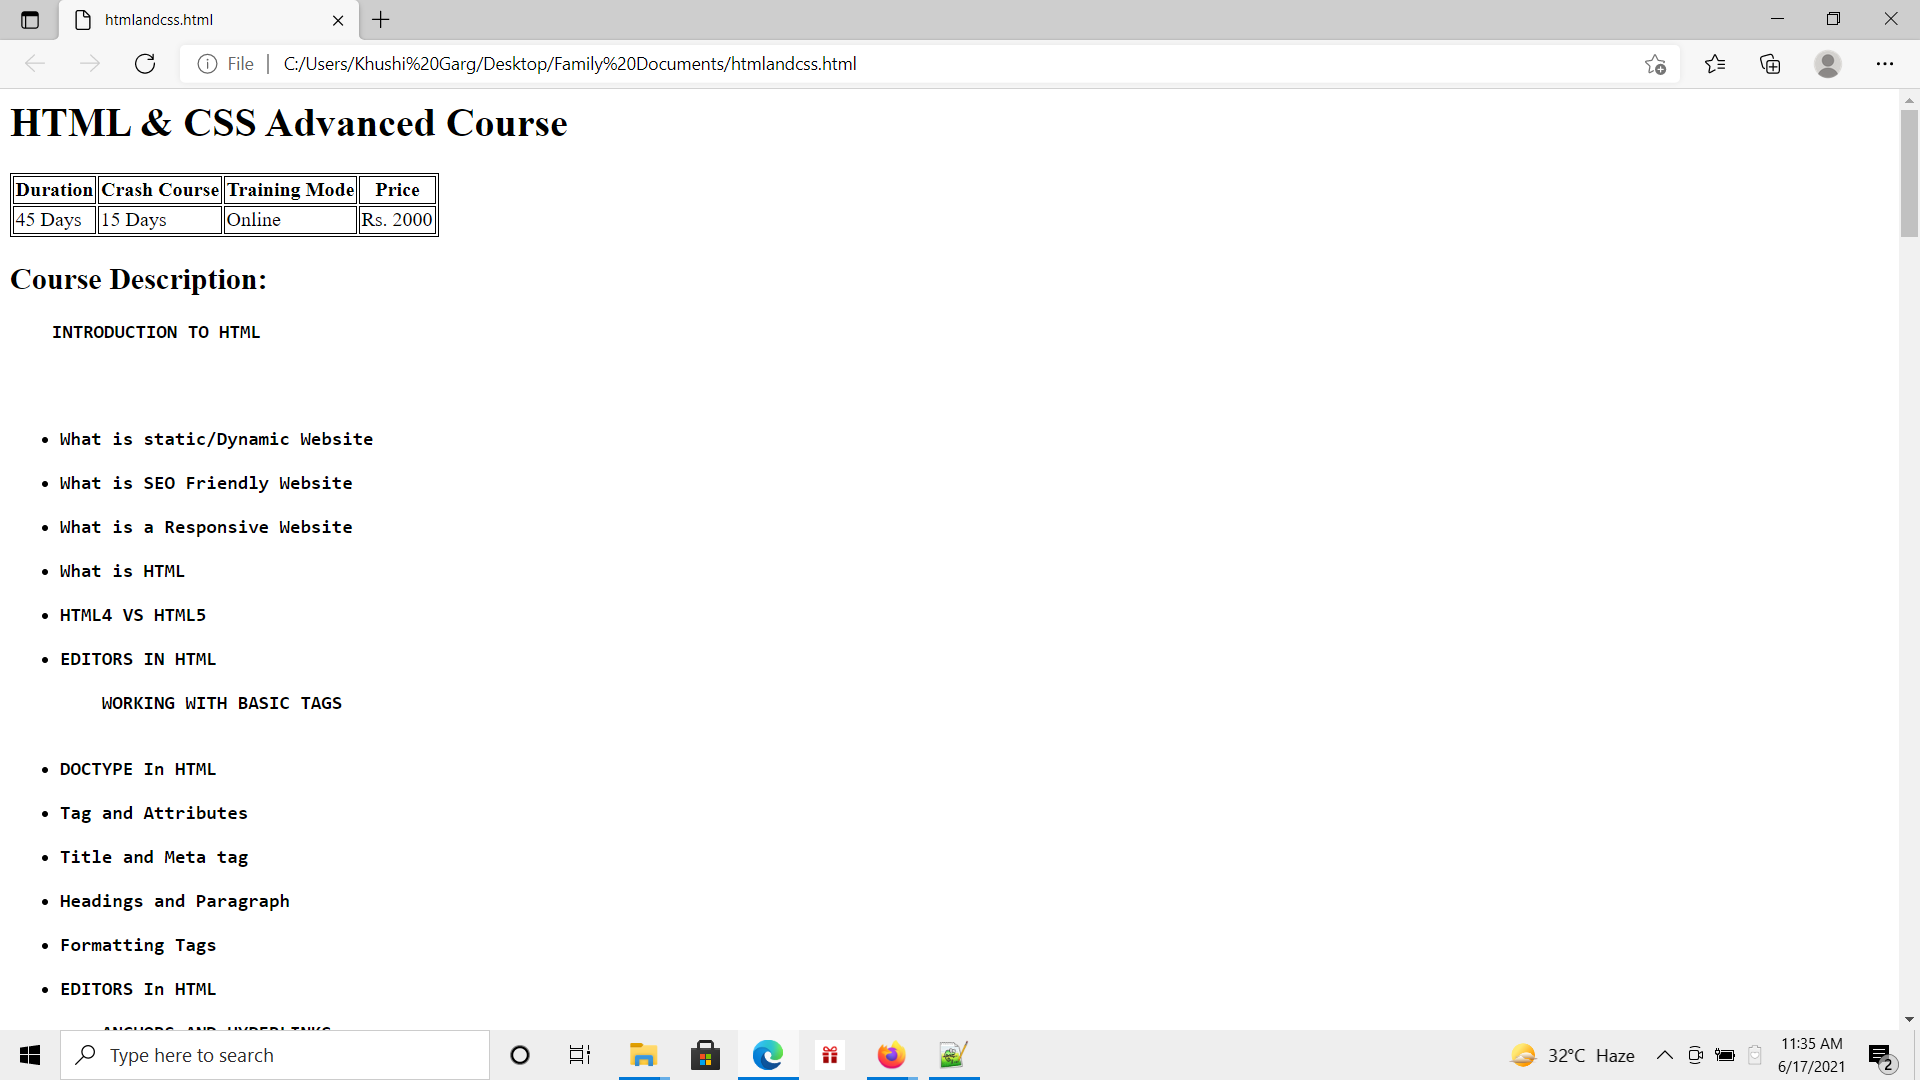 htmlandcss.html
File C:/Users/Khushi%20Garg/Desktop/Family%20Documents/htmlandcss.html
HTML & CSS Advanced Course
Duration Crash Course Training Mode Price
45 Days 15 Days Online Rs. 2000
Course Description:
INTRODUCTION TO HTML
• What is static/Dynamic Website
• What is SEO Friendly Website
• What is a Responsive Website
• What is HTML
• HTML4 VS HTML5
• EDITORS IN HTML
WORKING WITH BASIC TAGS
• DOCTYPE In HTML
• Tag and Attributes
• Title and Meta tag
• Headings and Paragraph
• Formatting Tags
• EDITORS In HTML
ANCHORS AND HYPERLINKS
Type here to search
32°C Haze
11:35 AM
6/17/2021
2